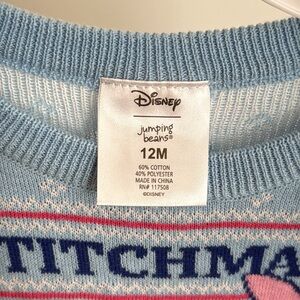 Disney
jumping
beans®
12M
60% COTTON
40% POLYESTER
MADE IN CHINA
RN# 117508
©DISNEY
TITCHMA